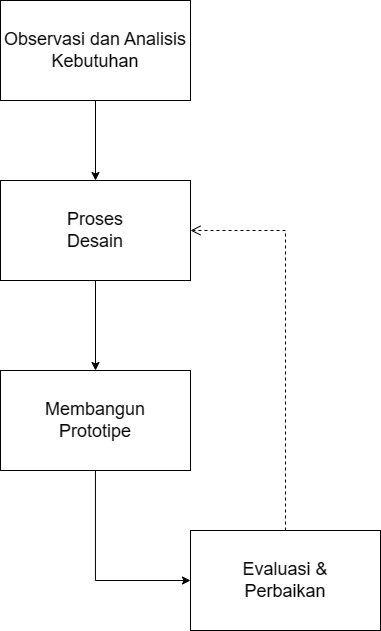 Observasi dan Analisis
Kebutuhan
Proses
Desain
Membangun
Prototipe
Evaluasi &
Perbaikan